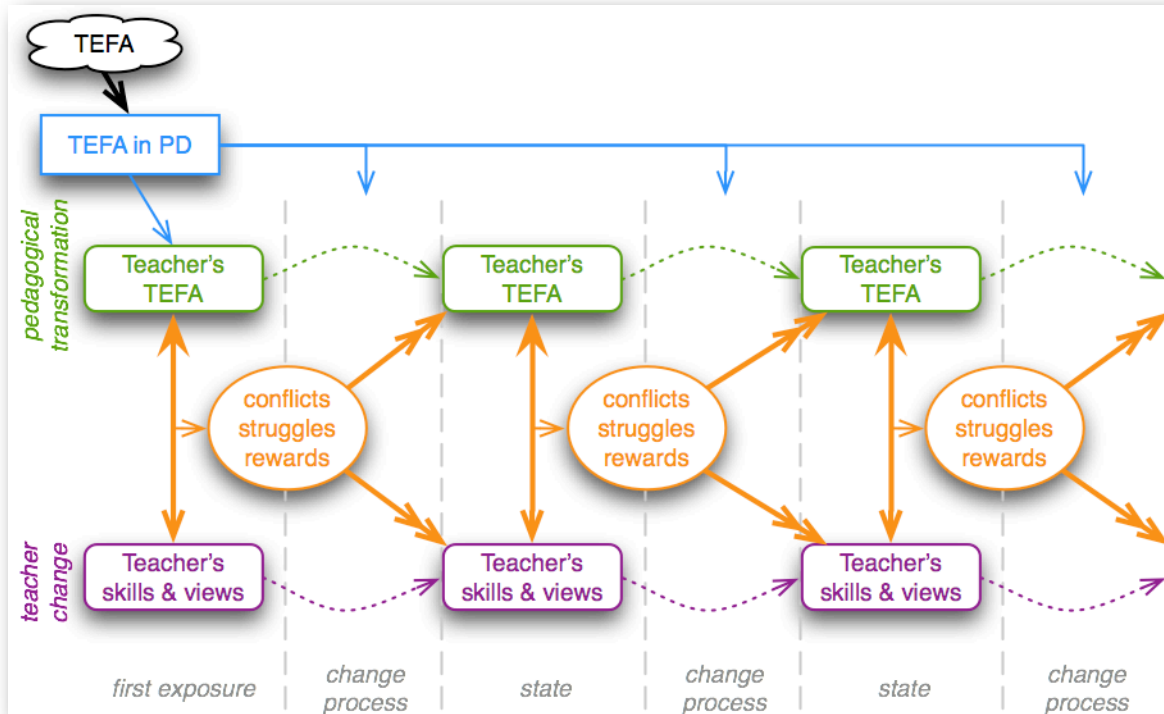 TEFA
TEFA in PD
pedagogical
transformation
Teacher's
TEFA
Teacher's
TEFA
Teacher's
TEFA
conflicts
struggles
rewards
conflicts
struggles
rewards
conflicts
struggles
rewards
teacher
change
Teacher's
skills & views
Teacher's
skills & views
Teacher's
skills & views
first exposure
change
process
state
change
process
state
change
process